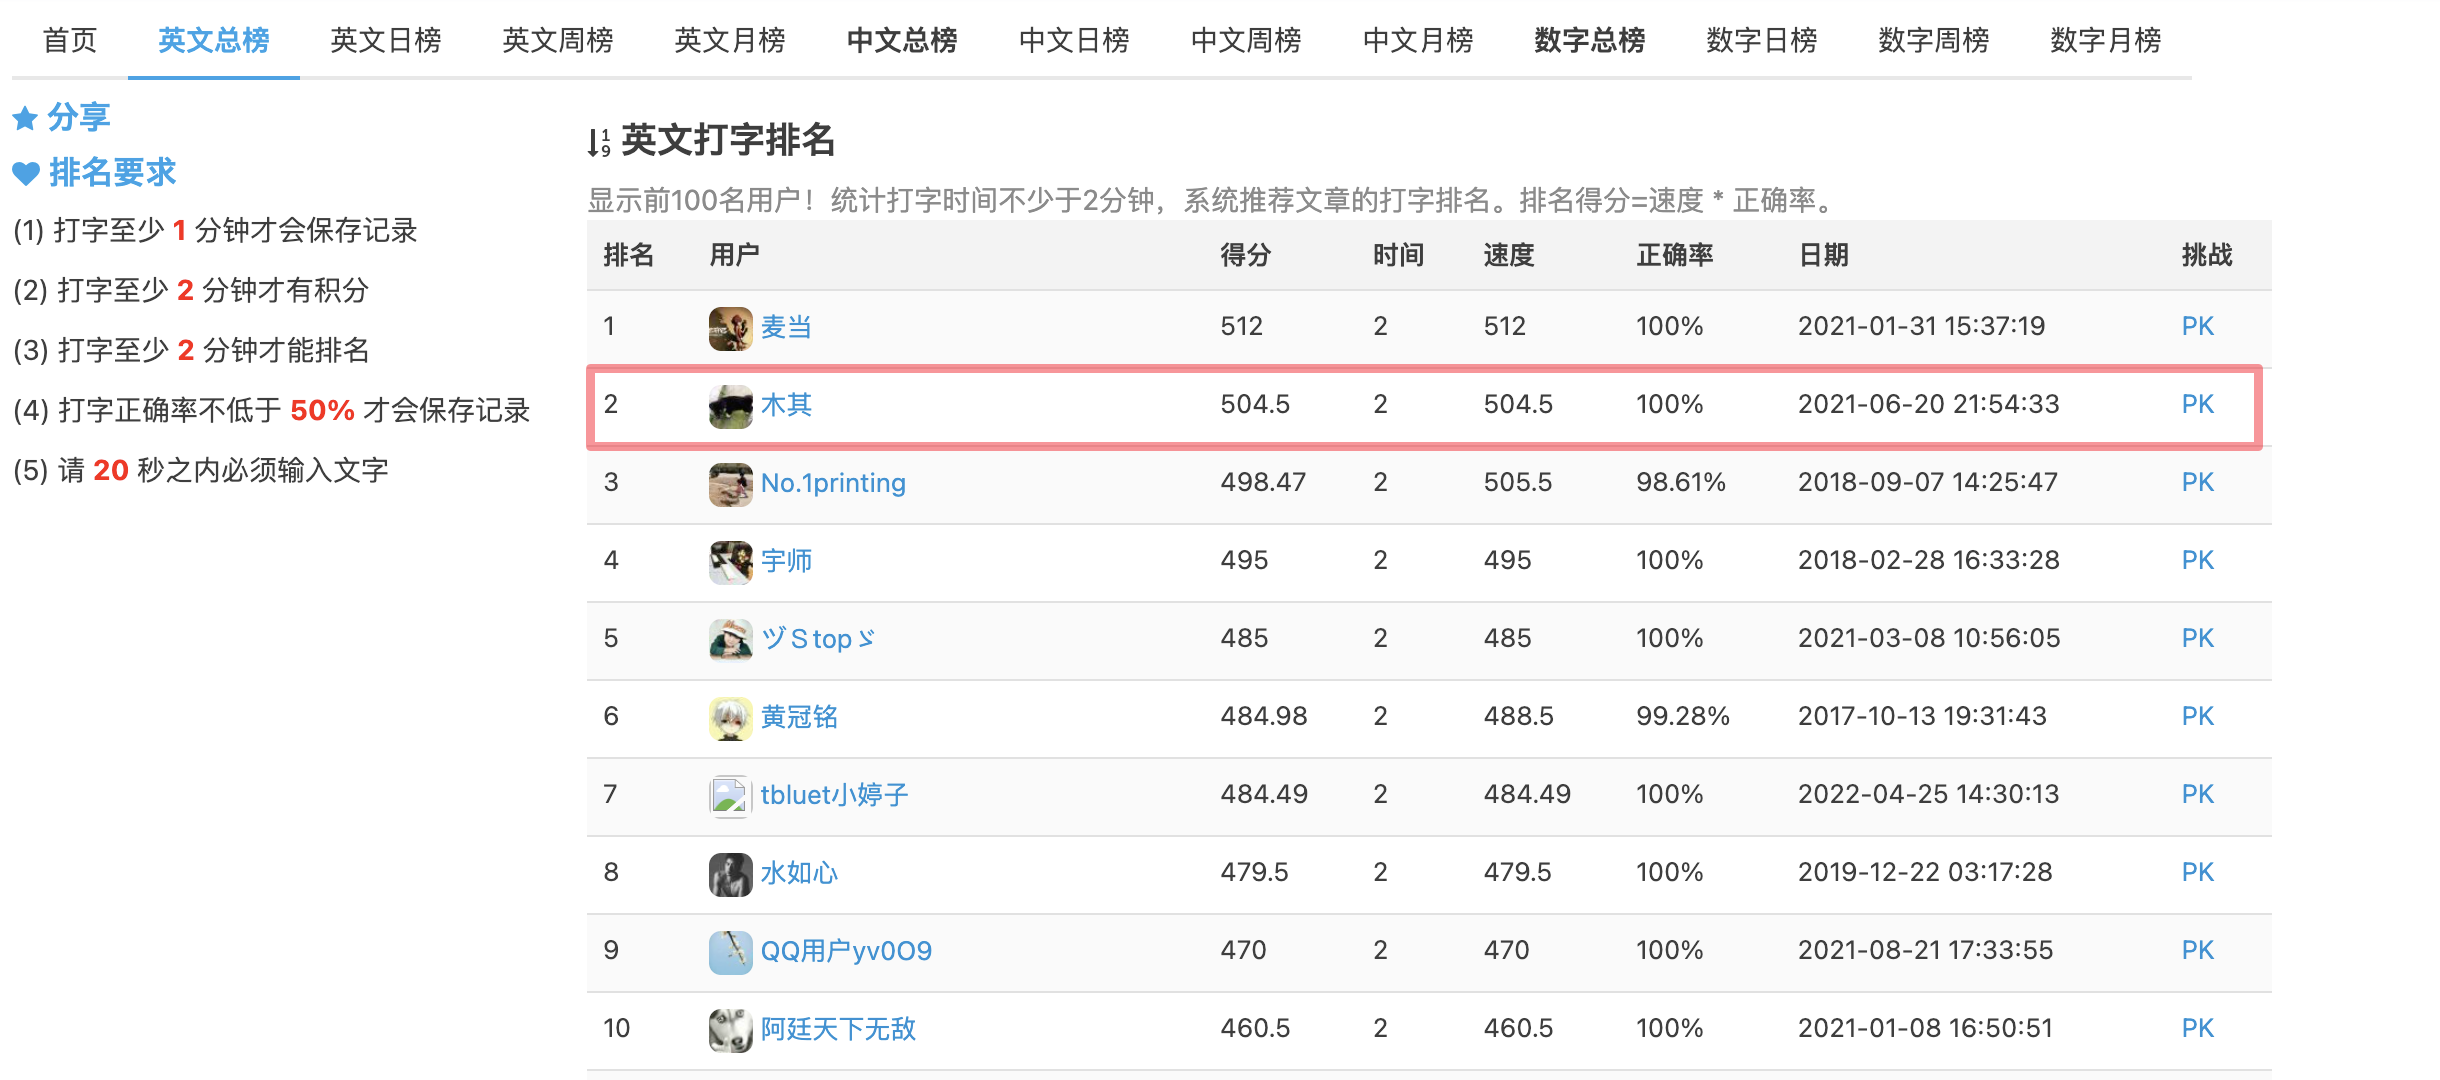 首页 英文总榜 英文日榜 英文周榜 英文月榜 中文总榜 中文日榜 中文周榜 中文月榜 数字总榜 数字日榜 数字周榜 数字月榜
分享
排名要求
(1) 打字至少 1 分钟才会保存记录
(2) 打字至少 2 分钟才有积分
(3) 打字至少 2 分钟才能排名
(4) 打字正确率不低于 50% 才会保存记录
(5) 请 20 秒之内必须输入文字
英文打字排名
显示前100名用户！统计打字时间不少于2分钟，系统推荐文章的打字排名。排名得分=速度 * 正确率。
排名 用户 得分 时间 速度 正确率 日期 挑战
1 麦当 512 2 512 100% 2021-01-31 15:37:19 PK
2 木其 504.5 2 504.5 100% 2021-06-20 21:54:33 PK
3 No.1printing 498.47 2 505.5 98.61% 2018-09-07 14:25:47 PK
4 宇师 495 2 495 100% 2018-02-28 16:33:28 PK
5 ヅＳtopゞ 485 2 485 100% 2021-03-08 10:56:05 PK
6 黄冠铭 484.98 2 488.5 99.28% 2017-10-13 19:31:43 PK
7 tbluet小婷子 484.49 2 484.49 100% 2022-04-25 14:30:13 PK
8 水如心 479.5 2 479.5 100% 2019-12-22 03:17:28 PK
9 QQ用户yv0O9 470 2 470 100% 2021-08-21 17:33:55 PK
10 阿廷天下无敌 460.5 2 460.5 100% 2021-01-08 16:50:51 PK